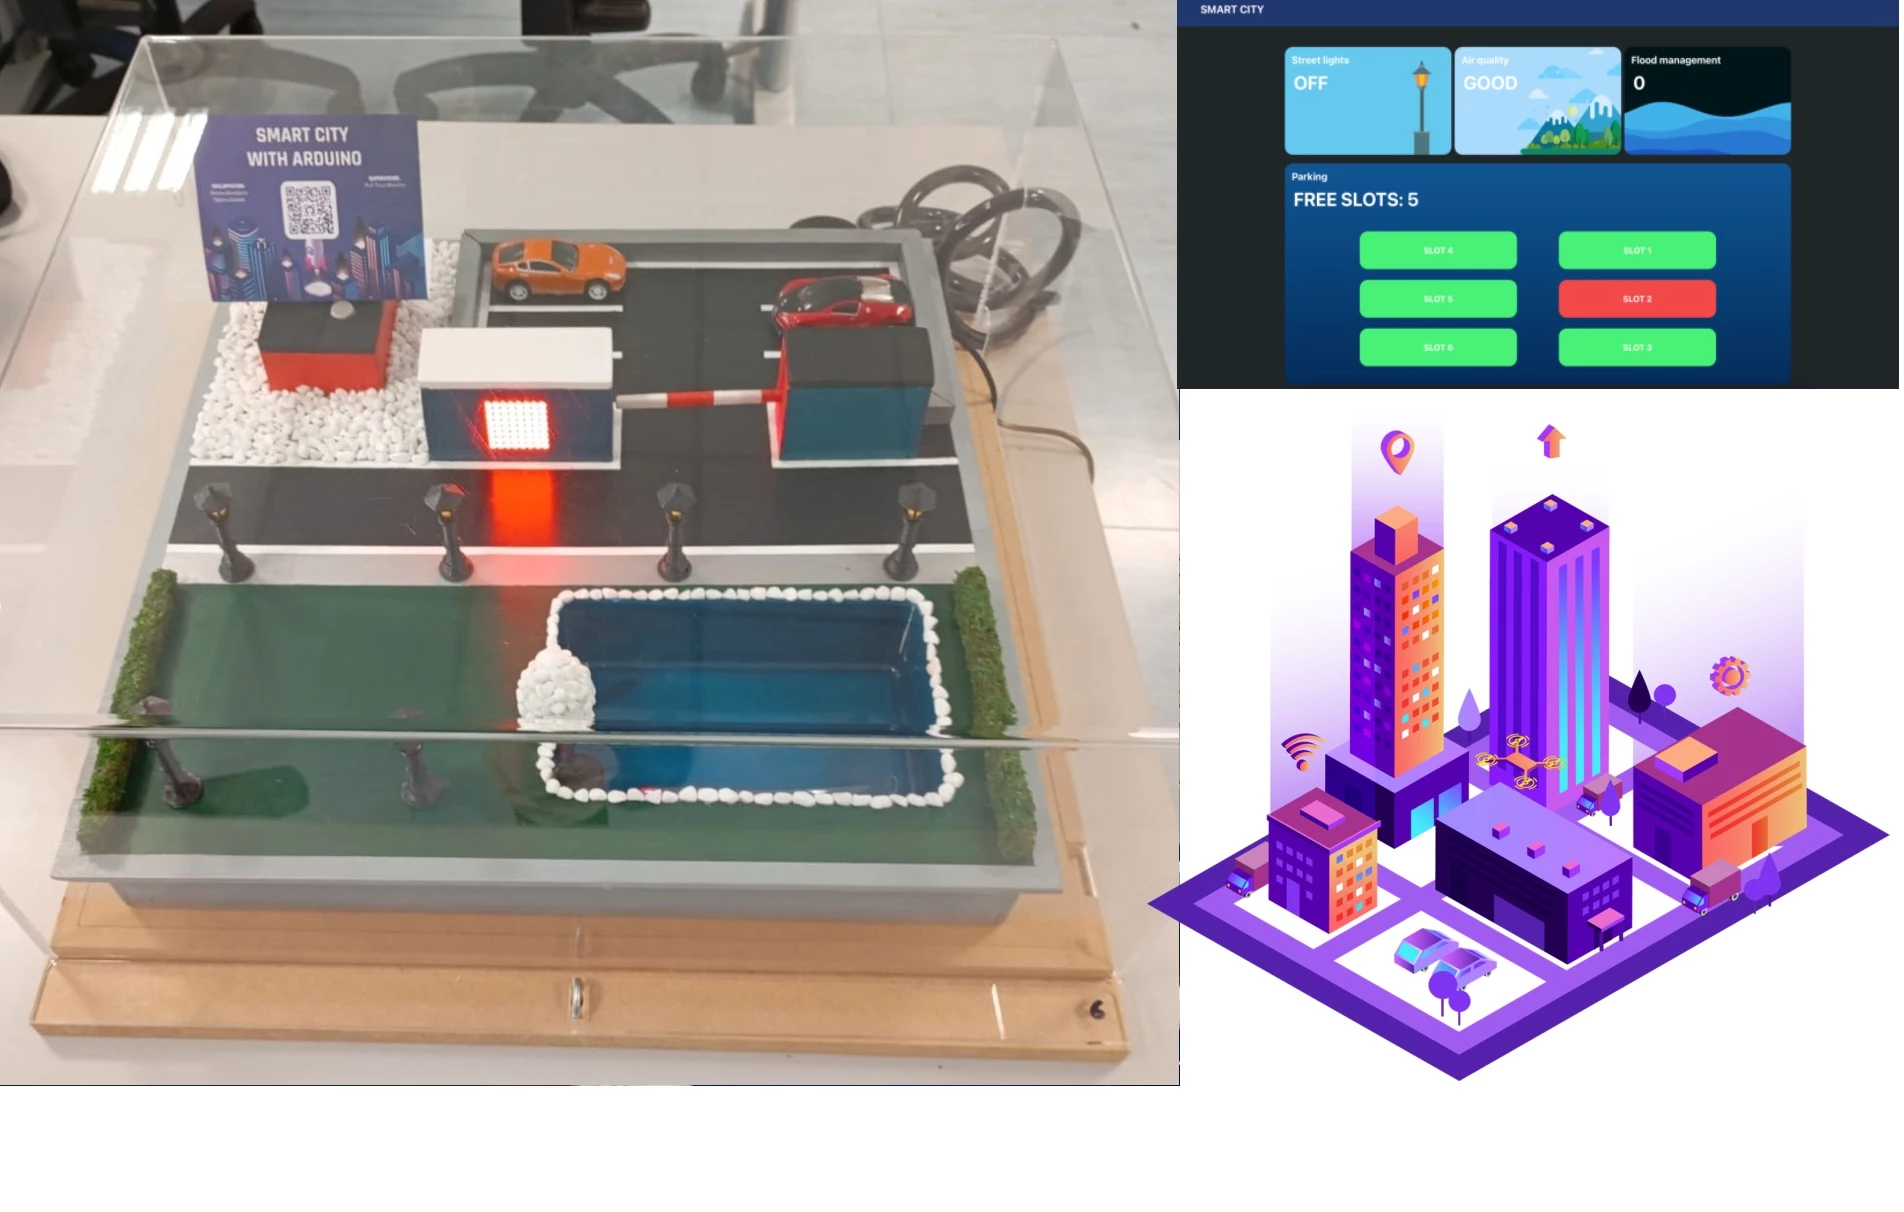 SMART CITY
WITH ARDUINO
SMART CITY
Street lights
OFF
Air quality
GOOD
Flood management
0
Parking
FREE SLOTS: 5
SLOT 4
SLOT 1
SLOT 5
SLOT 2
SLOT 6
SLOT 3
6